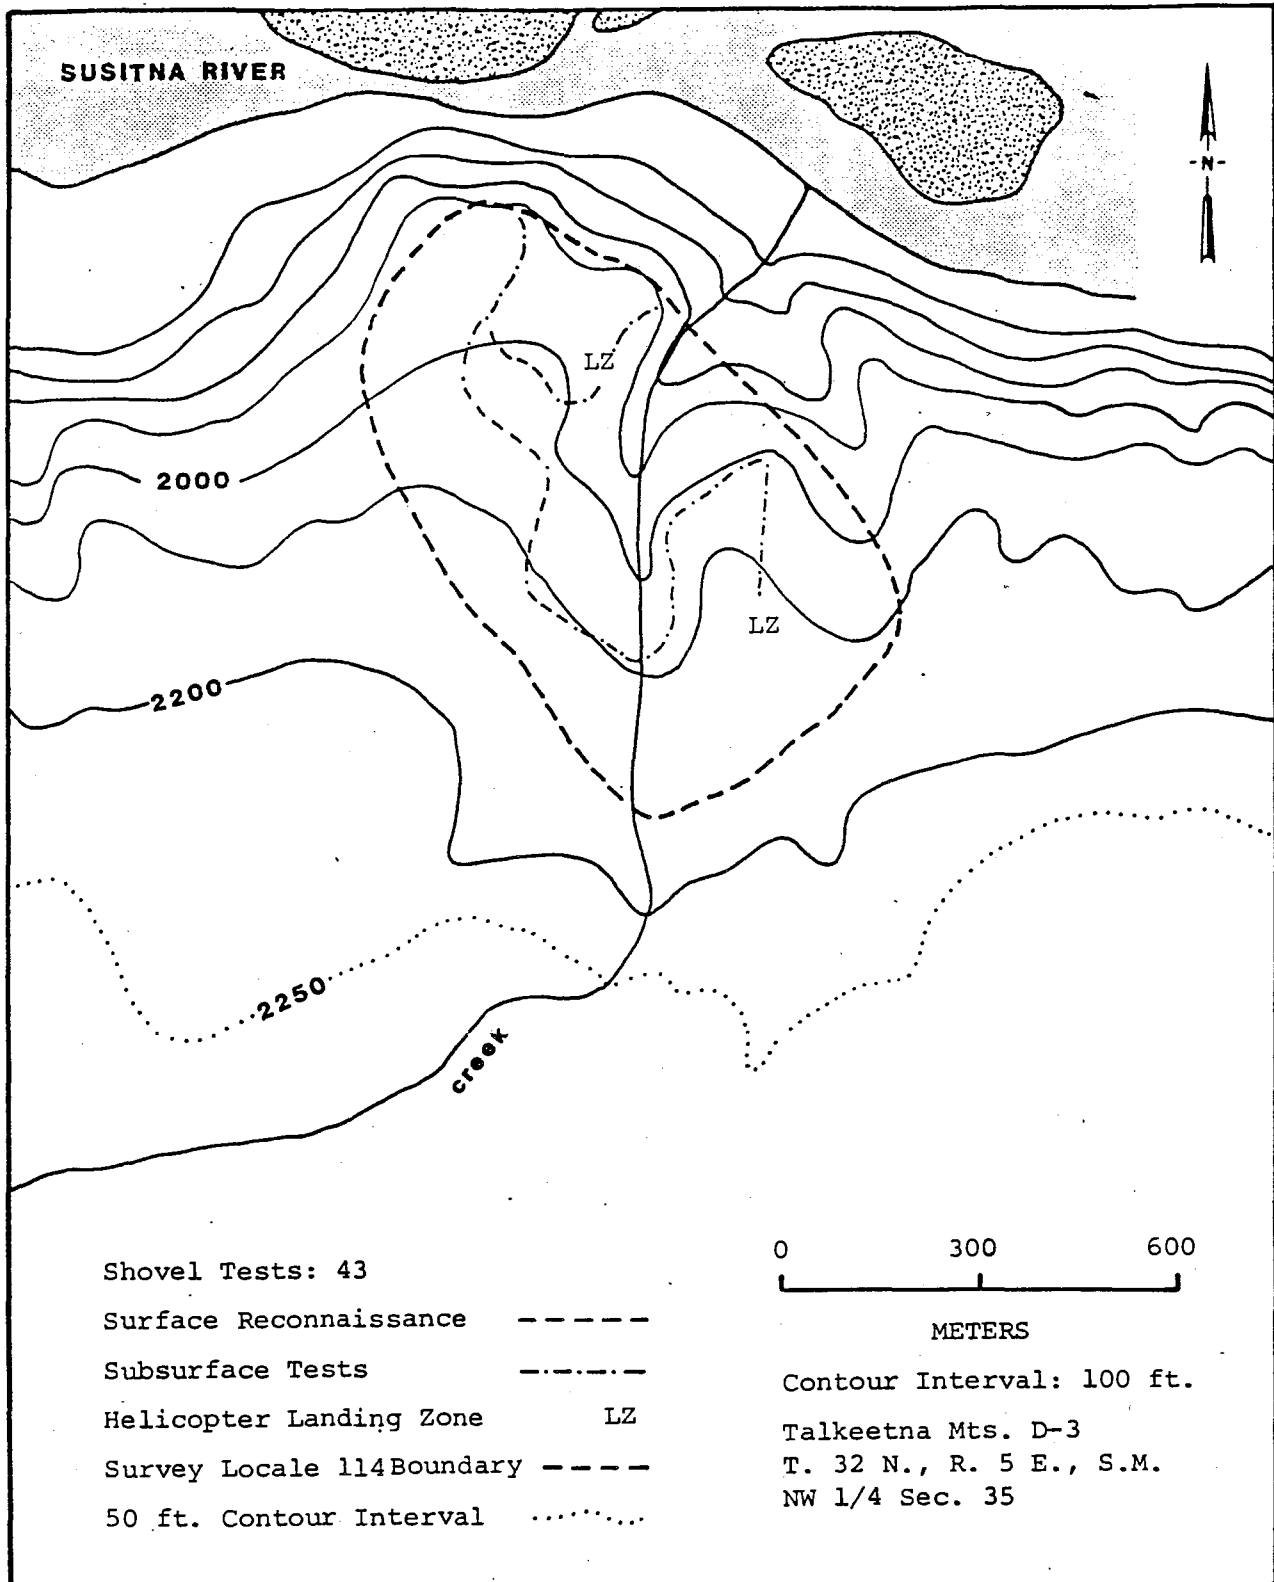 SUSITNA RIVER
-N-
LZ
2000
LZ
2200
2250
creek
Shovel Tests: 43
Surface Reconnaissance
Subsurface Tests
Helicopter Landing Zone LZ
Survey Locale 114 Boundary
50 ft. Contour Interval
0 300 600
METERS
Contour Interval: 100 ft.
Talkeetna Mts. D-3
T. 32 N., R. 5 E., S.M.
NW 1/4 Sec. 35